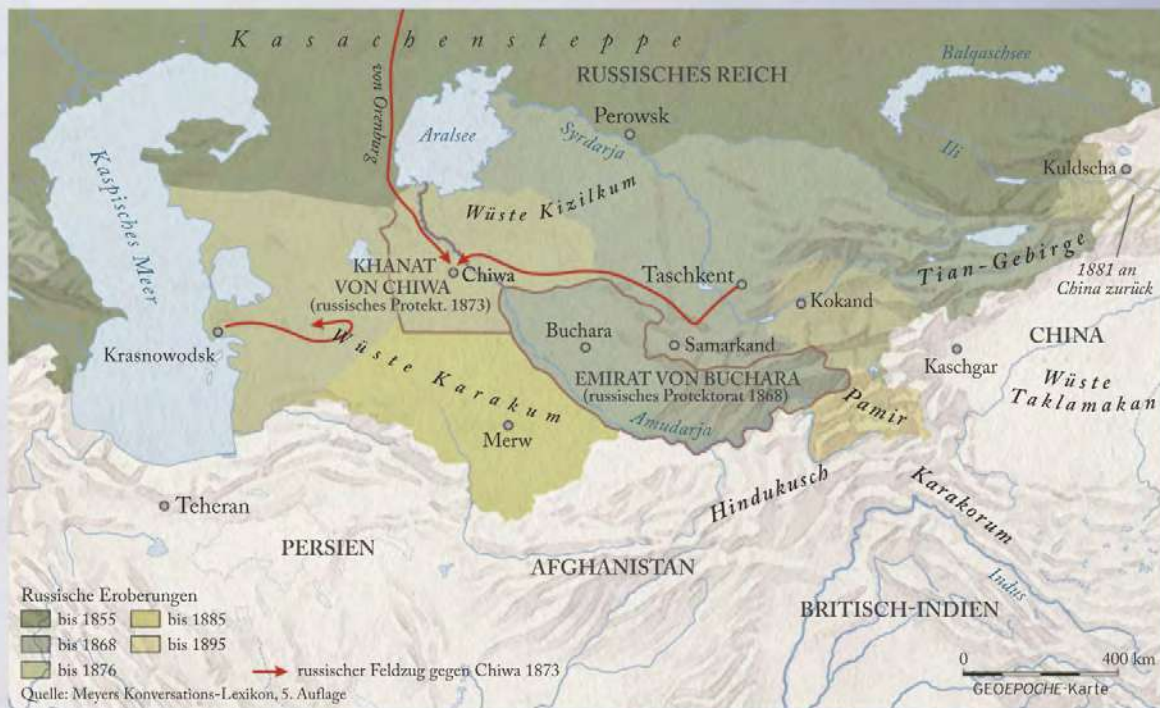 Kasachensteppe
RUSSISCHES REICH
Balqaschsee
von Orenburg
Perowsk
Aralsee
Syrdarja
Ili
Kuldscha
Kaspisches Meer
Wüste Kizilkum
KHANAT
VON CHIWA
(russisches Protekt. 1873)
Chiwa
Taschkent
Tian-Gebirge
1881 an
China zurück
Kokand
Krasnowodsk
Buchara
Samarkand
CHINA
Kaschgar
Wüste Karakum
EMIRAT VON BUCHARA
(russisches Protektorat 1868)
Wüste
Taklamakan
Pamir
Merw
Amudarja
Teheran
Hindukusch
Karakorum
PERSIEN
AFGHANISTAN
Indus
BRITISCH-INDIEN
Russische Eroberungen
bis 1855
bis 1885
bis 1868
bis 1895
bis 1876
russischer Feldzug gegen Chiwa 1873
Quelle: Meyers Konversations-Lexikon, 5. Auflage
0 400 km
GEOEPOCHE-Karte